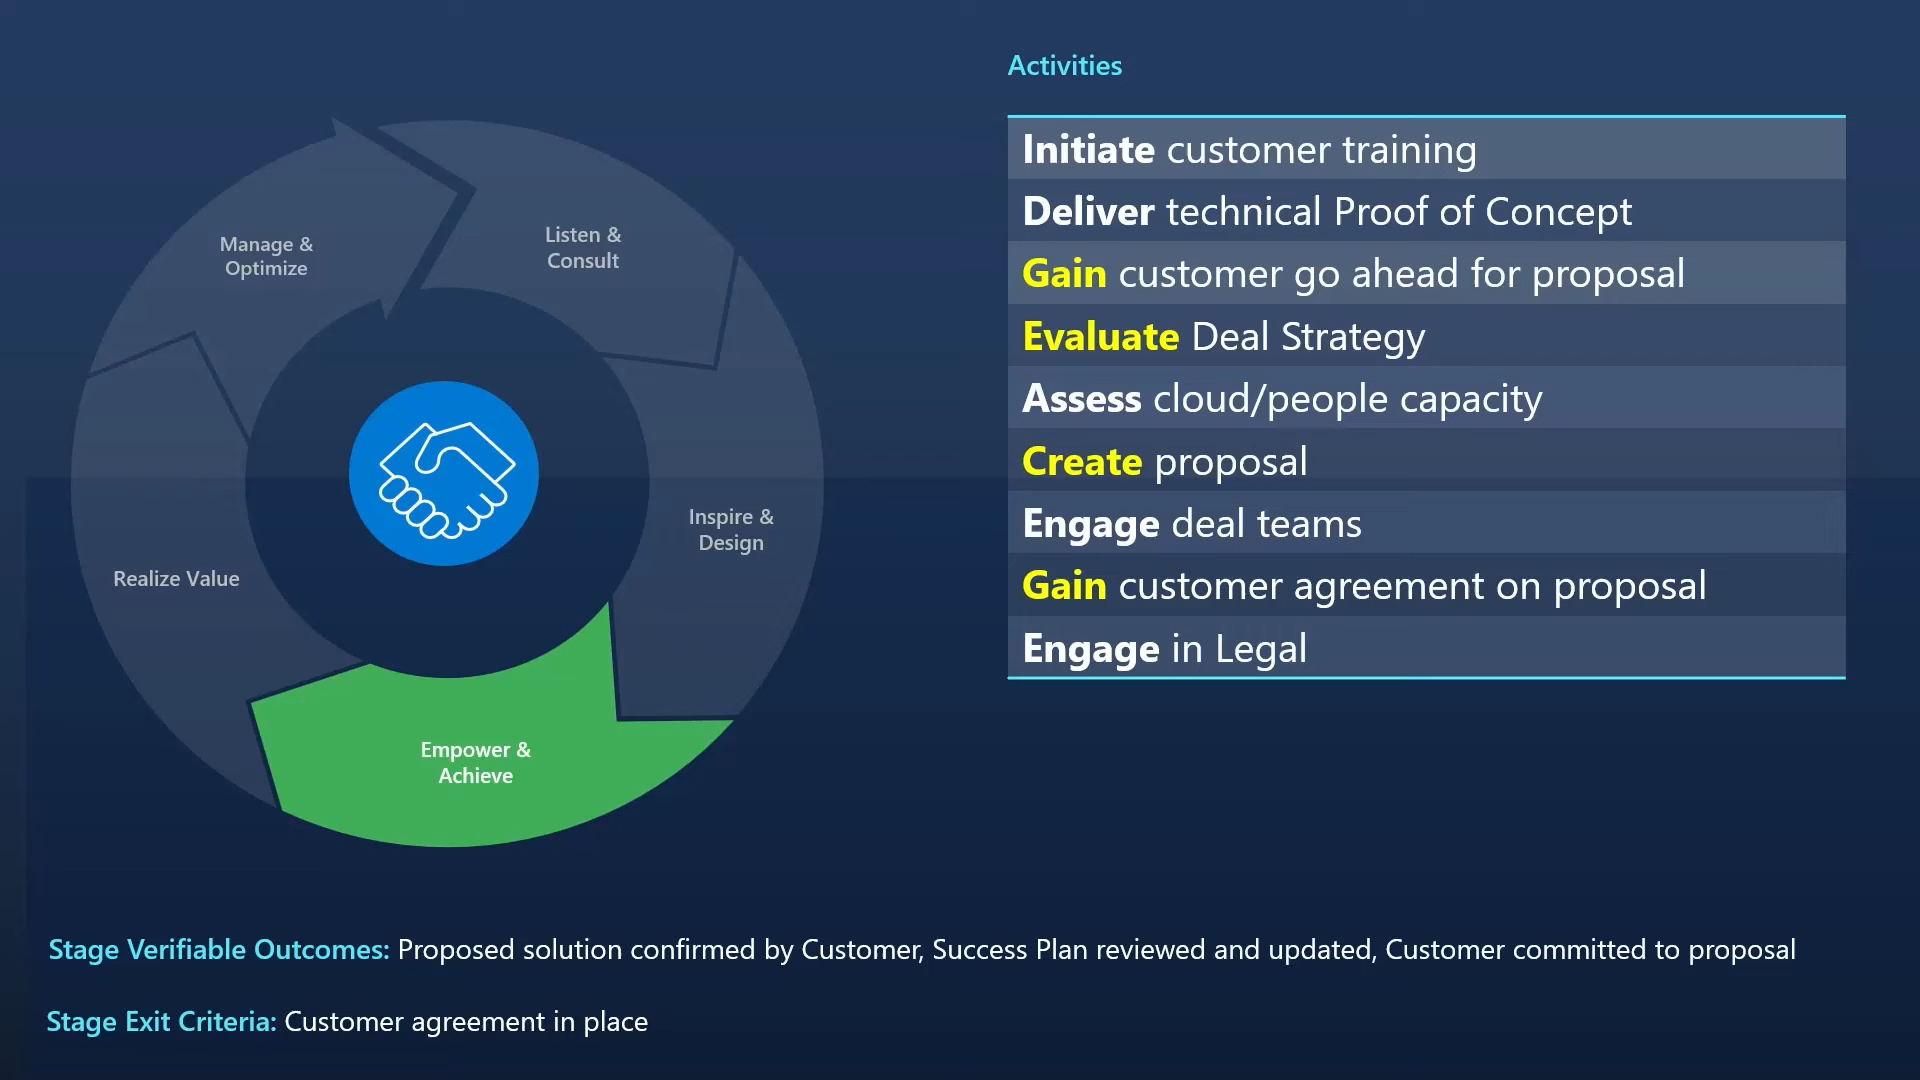 Activities
Initiate customer training
Deliver technical Proof of Concept
Gain customer go ahead for proposal
Evaluate Deal Strategy
Assess cloud/people capacity
Create proposal
Engage deal teams
Gain customer agreement on proposal
Engage in Legal
Listen &
Consult
Inspire &
Design
Empower &
Achieve
Realize Value
Manage &
Optimize
Stage Verifiable Outcomes: Proposed solution confirmed by Customer, Success Plan reviewed and updated, Customer committed to proposal
Stage Exit Criteria: Customer agreement in place